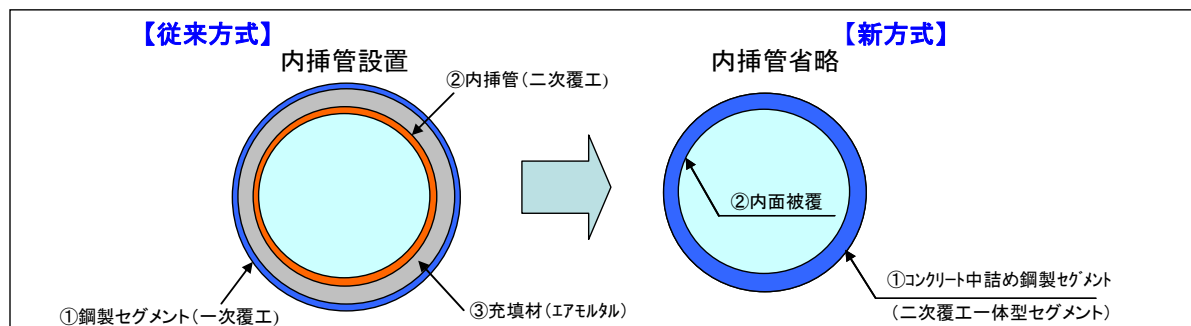 【従来方式】
内挿管設置
②内挿管(二次覆工)
①鋼製セグメント(一次覆工)
③充填材(エアモルタル)
【新方式】
内挿管省略
②内面被覆
①コンクリート中詰め鋼製セグメント
(二次覆工一体型セグメント)